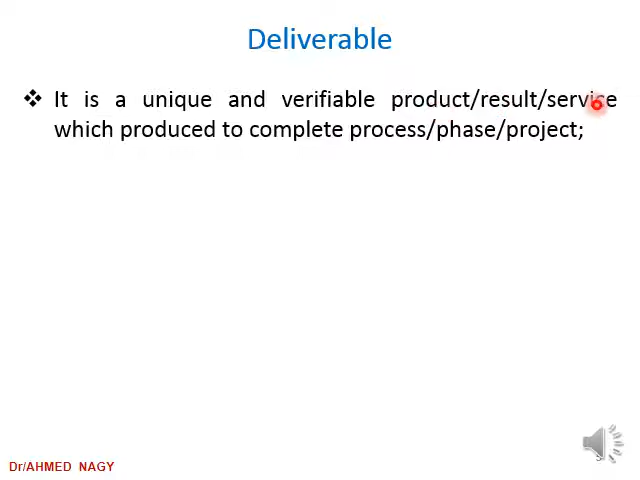 Deliverable
❖ It is a unique and verifiable product/result/service
which produced to complete process/phase/project;
Dr/AHMED NAGY